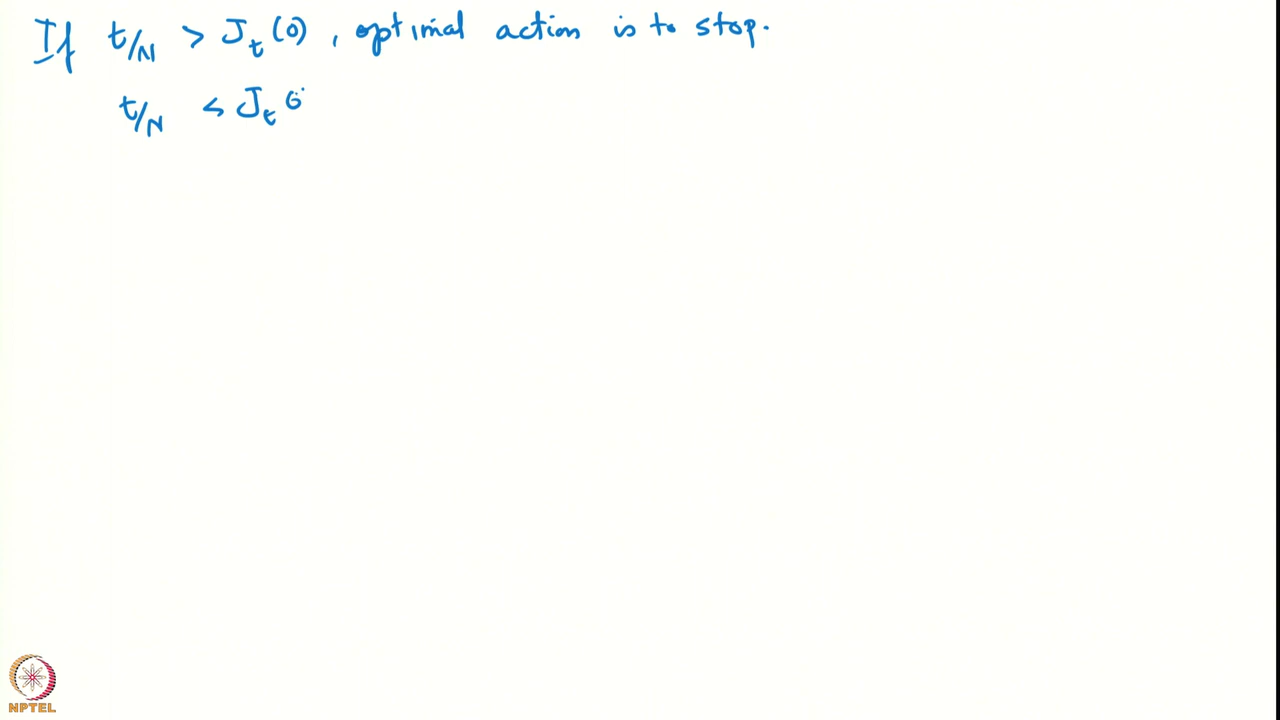 If t/N > J_t(0), optimal action is to stop.
t/N < J_t
NPTEL